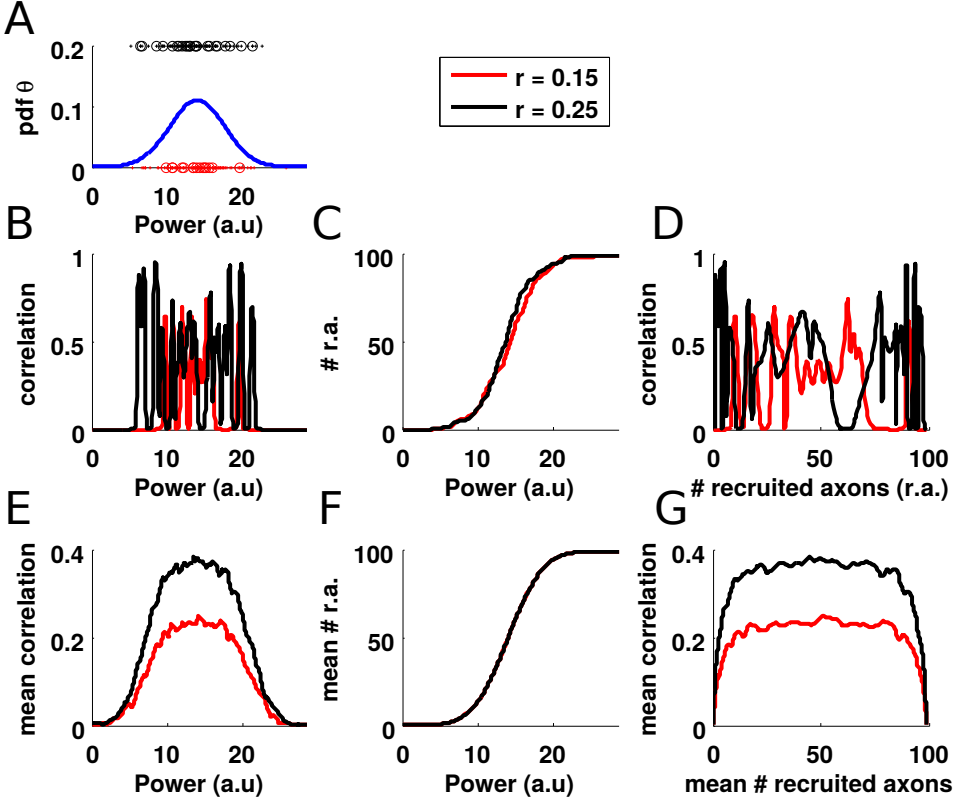 A
0.2
0.1
0
pdf θ
0 10 20
Power (a.u)
r = 0.15
r = 0.25
B
1
0.5
0
correlation
0 10 20
Power (a.u)
C
100
50
0
# r.a.
0 10 20
Power (a.u)
D
1
0.5
0
correlation
0 50 100
# recruited axons (r.a.)
E
0.4
0.2
0
mean correlation
0 10 20
Power (a.u)
F
100
50
0
mean # r.a.
0 10 20
Power (a.u)
G
0.4
0.2
0
mean correlation
0 50 100
mean # recruited axons